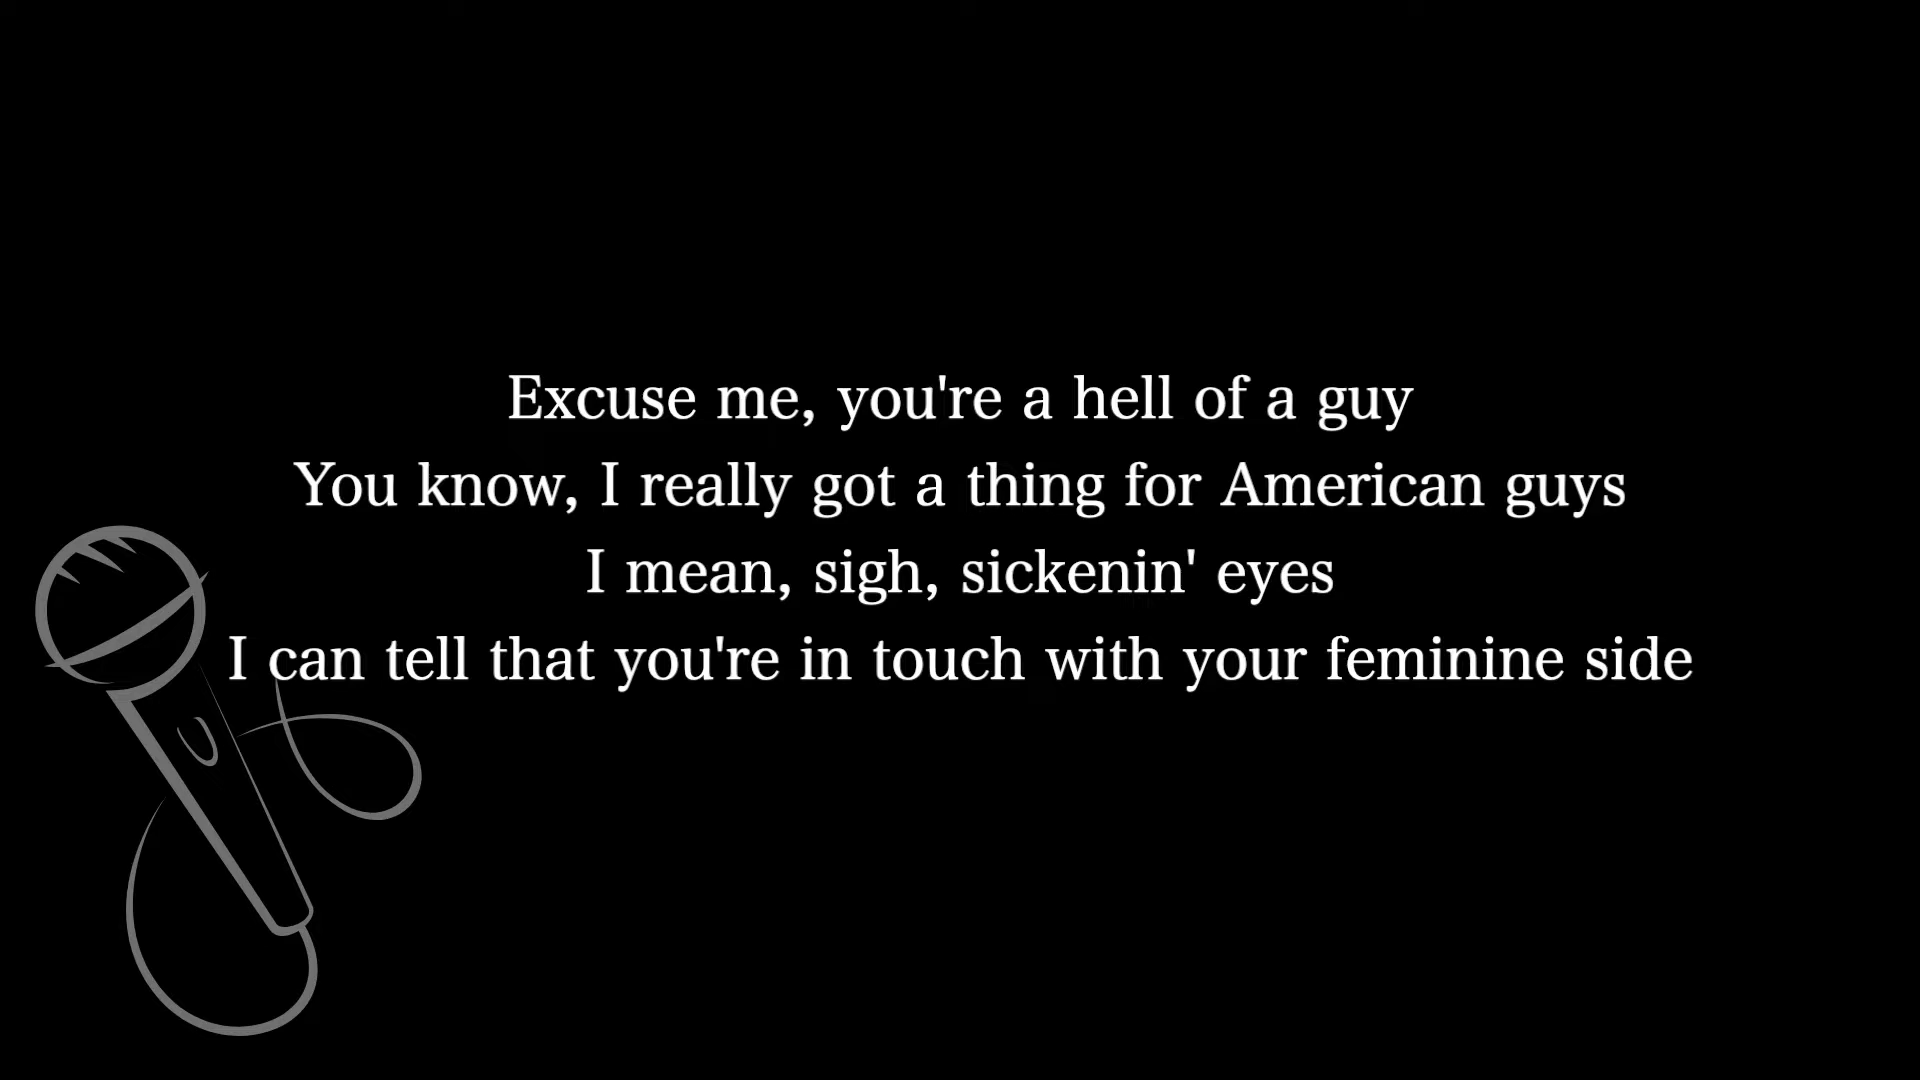 Excuse me, you're a hell of a guy
You know, I really got a thing for American guys
I mean, sigh, sickenin' eyes
I can tell that you're in touch with your feminine side